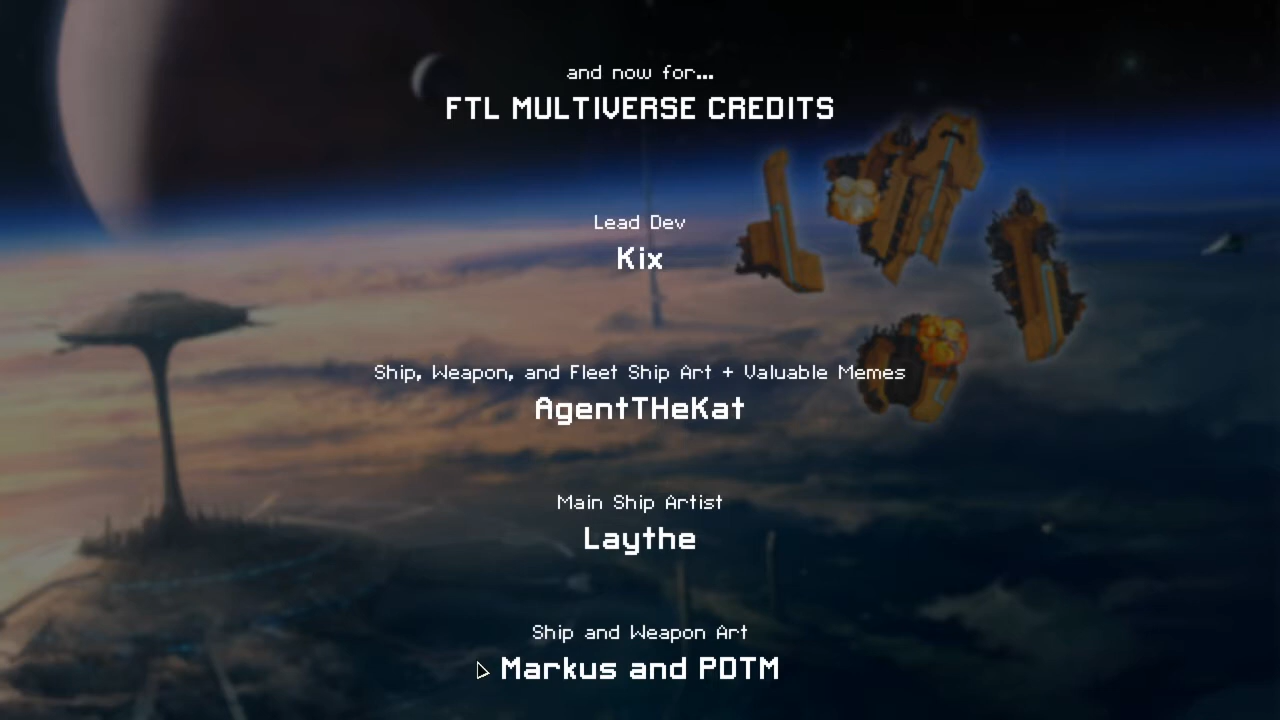 and now for...
FTL MULTIVERSE CREDITS
Lead Dev
Kix
Ship, Weapon, and Fleet Ship Art + Valuable Memes
AgentTHeKat
Main Ship Artist
Laythe
Ship and Weapon Art
Markus and PDTM